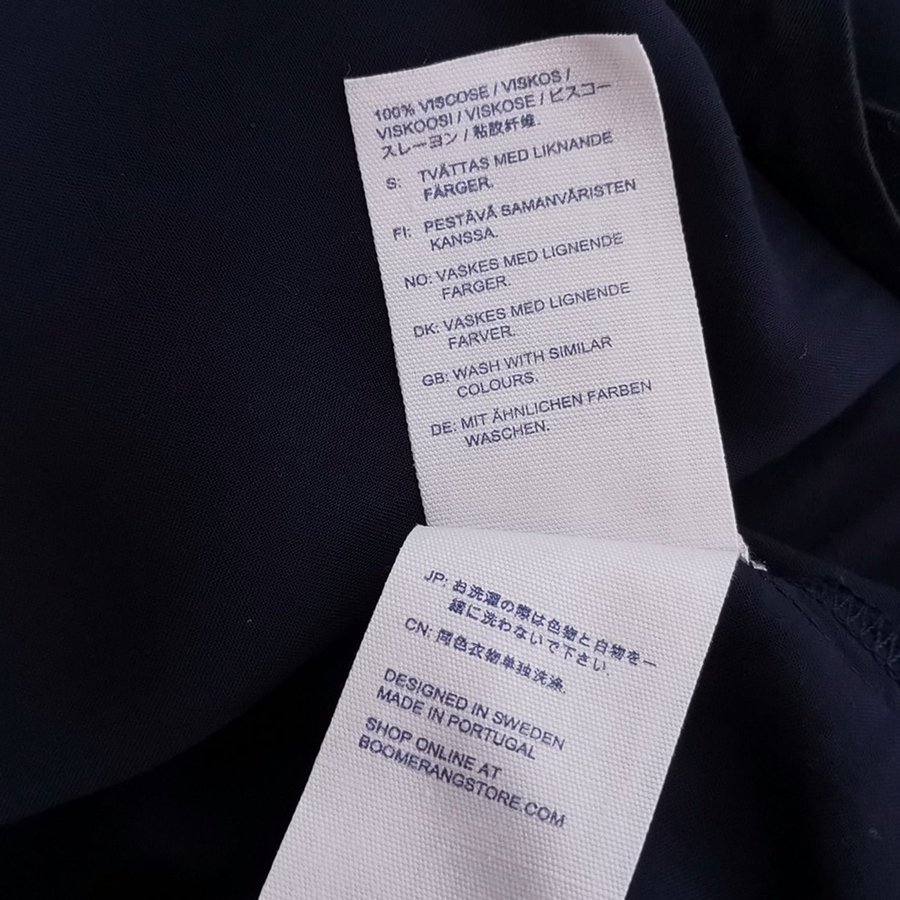 100% VISCOSE / VISKOS /
VISKOOSI / VISKOSE / ビスコー
スレーヨン / 粘胶纤维.
S: TVÄTTAS MED LIKNANDE
FÄRGER.
FI: PESTÄVÄ SAMANVÄRISTEN
KANSSA.
NO: VASKES MED LIGNENDE
FARGER.
DK: VASKES MED LIGNENDE
FARVER.
GB: WASH WITH SIMILAR
COLOURS.
DE: MIT ÄHNLICHEN FARBEN
WASCHEN.
JP: お洗濯の際は色物と白物を一
緒に洗わないで下さい.
CN: 同色衣物单独洗涤.
DESIGNED IN SWEDEN
MADE IN PORTUGAL
SHOP ONLINE AT
BOOMERANGSTORE.COM